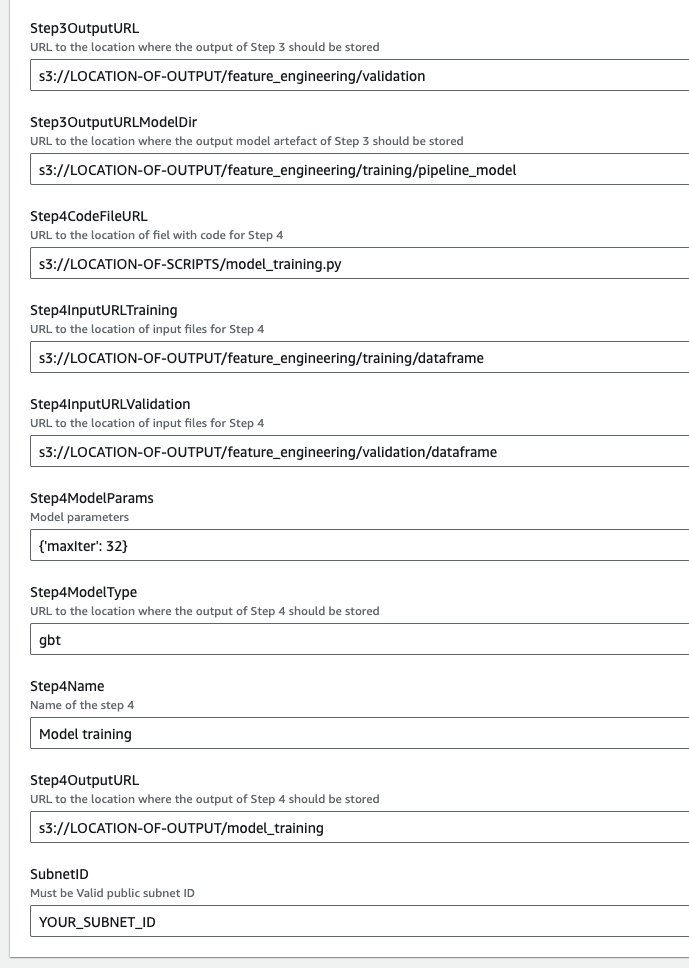 Step3OutputURL
URL to the location where the output of Step 3 should be stored
s3://LOCATION-OF-OUTPUT/feature_engineering/validation
Step3OutputURLModelDir
URL to the location where the output model artefact of Step 3 should be stored
s3://LOCATION-OF-OUTPUT/feature_engineering/training/pipeline_model
Step4CodeFileURL
URL to the location of fiel with code for Step 4
s3://LOCATION-OF-SCRIPTS/model_training.py
Step4InputURLTraining
URL to the location of input files for Step 4
s3://LOCATION-OF-OUTPUT/feature_engineering/training/dataframe
Step4InputURLValidation
URL to the location of input files for Step 4
s3://LOCATION-OF-OUTPUT/feature_engineering/validation/dataframe
Step4ModelParams
Model parameters
{'maxIter': 32}
Step4ModelType
URL to the location where the output of Step 4 should be stored
gbt
Step4Name
Name of the step 4
Model training
Step4OutputURL
URL to the location where the output of Step 4 should be stored
s3://LOCATION-OF-OUTPUT/model_training
SubnetID
Must be Valid public subnet ID
YOUR_SUBNET_ID